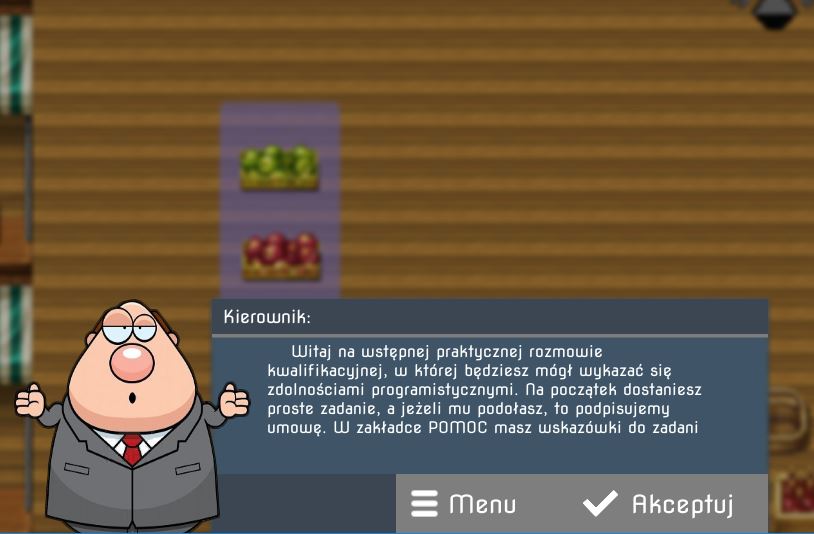 Kierownik:
Witaj na wstępnej praktycznej rozmowie
kwalifikacyjnej, w której będziesz mógł wykazać się
zdolnościami programistycznymi. Na początek dostaniesz
proste zadanie, a jeżeli mu podołasz, to podpisujemy
umowę. W zakładce POMOC masz wskazówki do zadani
Menu
Akceptuj